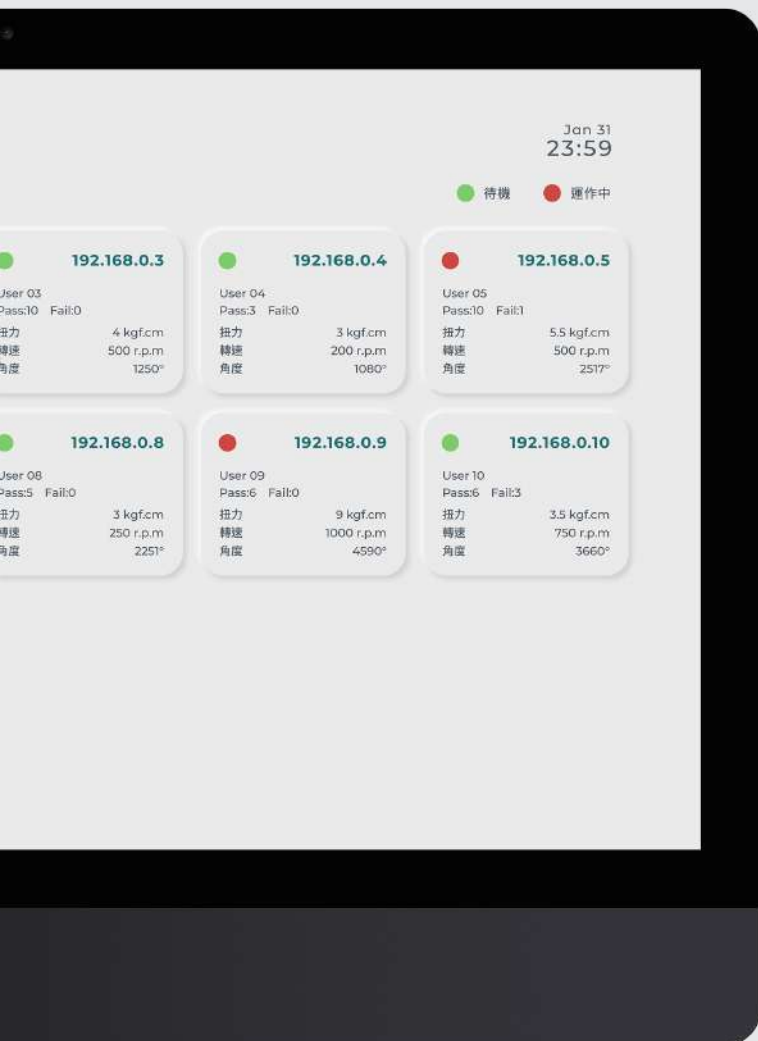 Jan 31
23:59
待機 運作中
192.168.0.3
User 03
Pass:10 Fail:0
扭力 4 kgf.cm
轉速 500 r.p.m
角度 1250°
192.168.0.4
User 04
Pass:3 Fail:0
扭力 3 kgf.cm
轉速 200 r.p.m
角度 1080°
192.168.0.5
User 05
Pass:10 Fail:1
扭力 5.5 kgf.cm
轉速 500 r.p.m
角度 2517°
192.168.0.8
User 08
Pass:5 Fail:0
扭力 3 kgf.cm
轉速 250 r.p.m
角度 2251°
192.168.0.9
User 09
Pass:6 Fail:0
扭力 9 kgf.cm
轉速 1000 r.p.m
角度 4590°
192.168.0.10
User 10
Pass:6 Fail:3
扭力 3.5 kgf.cm
轉速 750 r.p.m
角度 3660°